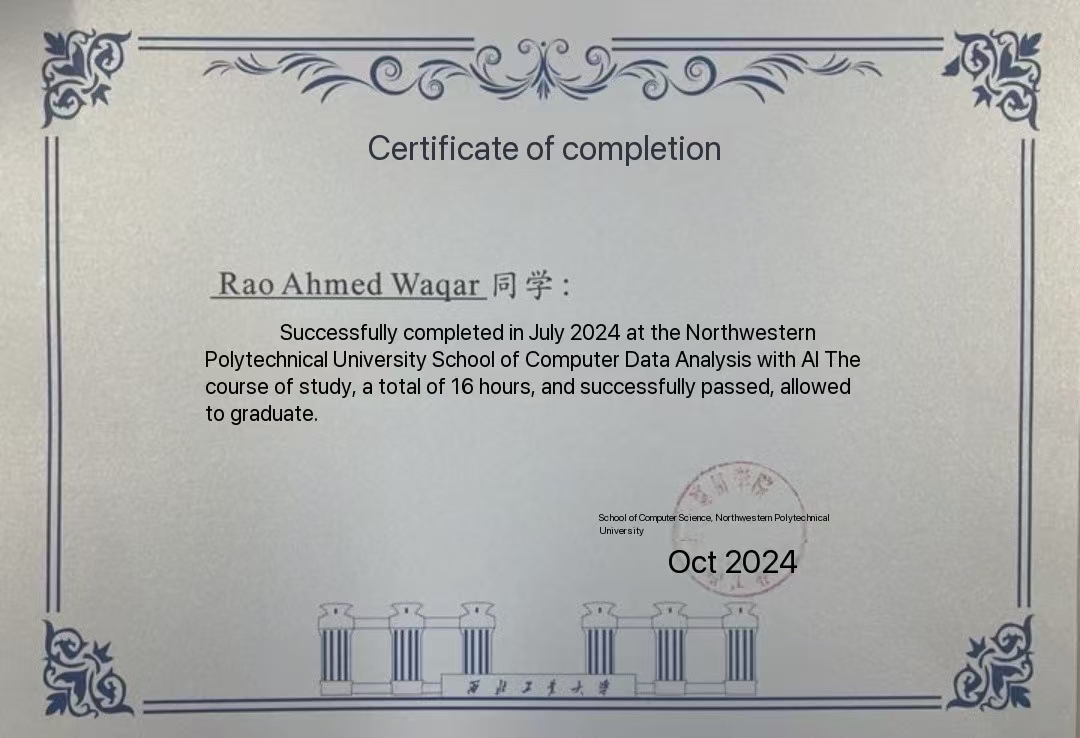 Certificate of completion
Rao Ahmed Waqar 同学：
Successfully completed in July 2024 at the Northwestern
Polytechnical University School of Computer Data Analysis with AI The
course of study, a total of 16 hours, and successfully passed, allowed
to graduate.
学院
School of Computer Science, Northwestern Polytechnical
University
Oct 2024
西北工业大学